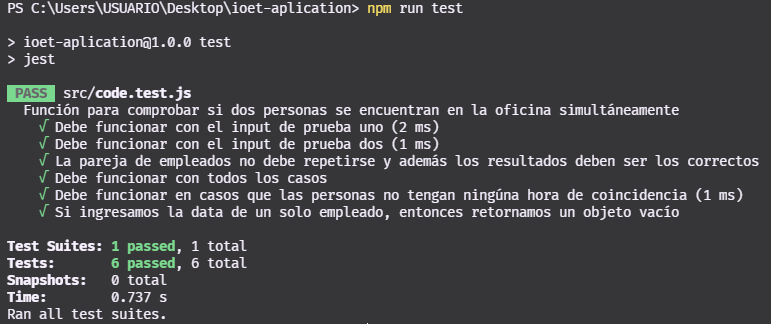 PS C:\Users\USUARIO\Desktop\ioet-aplication> npm run test
> ioet-aplication@1.0.0 test
> jest
PASS src/code.test.js
Función para comprobar si dos personas se encuentran en la oficina simultáneamente
√ Debe funcionar con el input de prueba uno (2 ms)
√ Debe funcionar con el input de prueba dos (1 ms)
√ La pareja de empleados no debe repetirse y además los resultados deben ser los correctos
√ Debe funcionar con todos los casos
√ Debe funcionar en casos que las personas no tengan ningúna hora de coincidencia (1 ms)
√ Si ingresamos la data de un solo empleado, entonces retornamos un objeto vacío
Test Suites: 1 passed, 1 total
Tests: 6 passed, 6 total
Snapshots: 0 total
Time: 0.737 s
Ran all test suites.